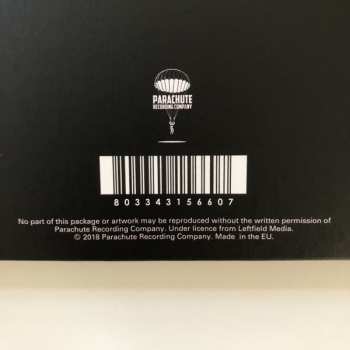 PARACHUTE
RECORDING COMPANY
8033343156607
No part of this package or artwork may be reproduced without the written permission of
Parachute Recording Company. Under licence from Leftfield Media.
© 2018 Parachute Recording Company. Made in the EU.